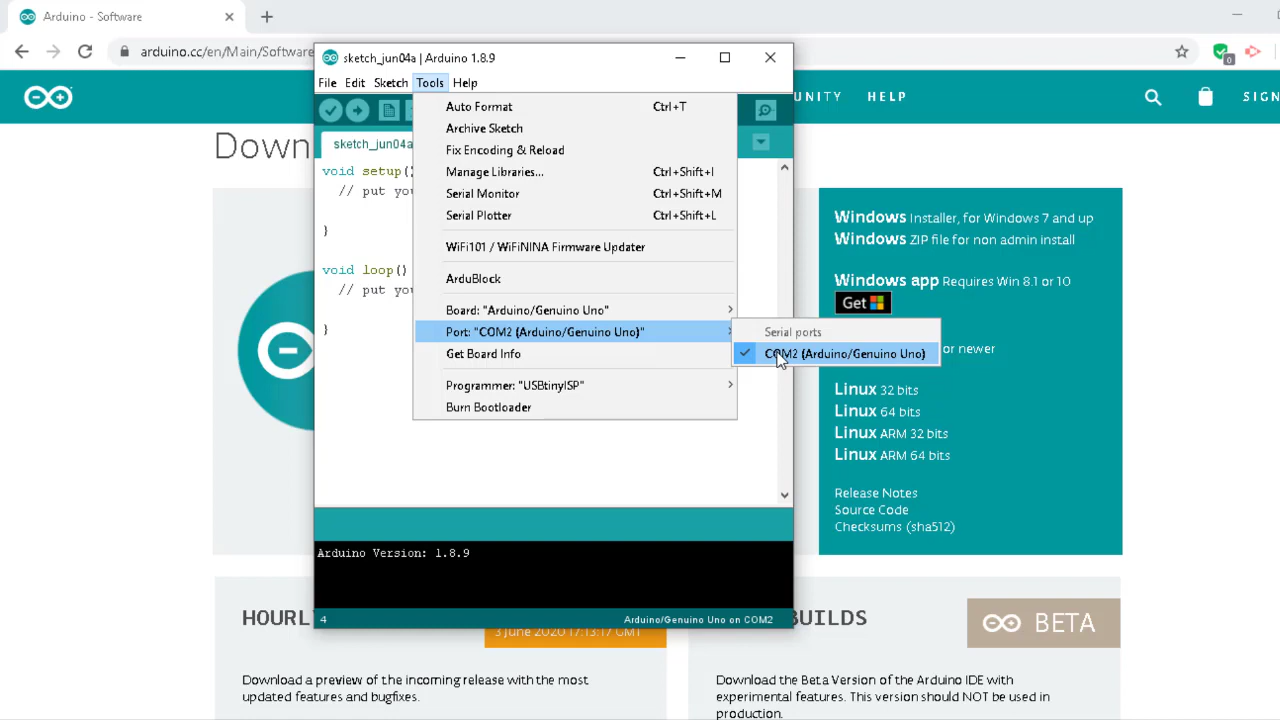 Arduino - Software
arduino.cc/en/Main/Software
0
UNITY HELP
SIGN
Down
sketch_jun04a | Arduino 1.8.9
File Edit Sketch Tools Help
sketch_jun04a
void setup()
// put you
}
void loop()
// put you
}
Auto Format Ctrl+T
Archive Sketch
Fix Encoding & Reload
Manage Libraries... Ctrl+Shift+I
Serial Monitor Ctrl+Shift+M
Serial Plotter Ctrl+Shift+L
WiFi101 / WiFiNINA Firmware Updater
ArduBlock
Board: "Arduino/Genuino Uno"
Port: "COM2 (Arduino/Genuino Uno)"
Get Board Info
Programmer: "USBtinyISP"
Burn Bootloader
Serial ports
COM2 (Arduino/Genuino Uno)
Arduino Version: 1.8.9
4 Arduino/Genuino Uno on COM2
Windows Installer, for Windows 7 and up
Windows ZIP file for non admin install
Windows app Requires Win 8.1 or 10
Get
or newer
Linux 32 bits
Linux 64 bits
Linux ARM 32 bits
Linux ARM 64 bits
Release Notes
Source Code
Checksums (sha512)
HOURL
3 June 2020 17:13:17 GMT
Download a preview of the incoming release with the most
updated features and bugfixes.
BUILDS
BETA
Download the Beta Version of the Arduino IDE with
experimental features. This version should NOT be used in
production.